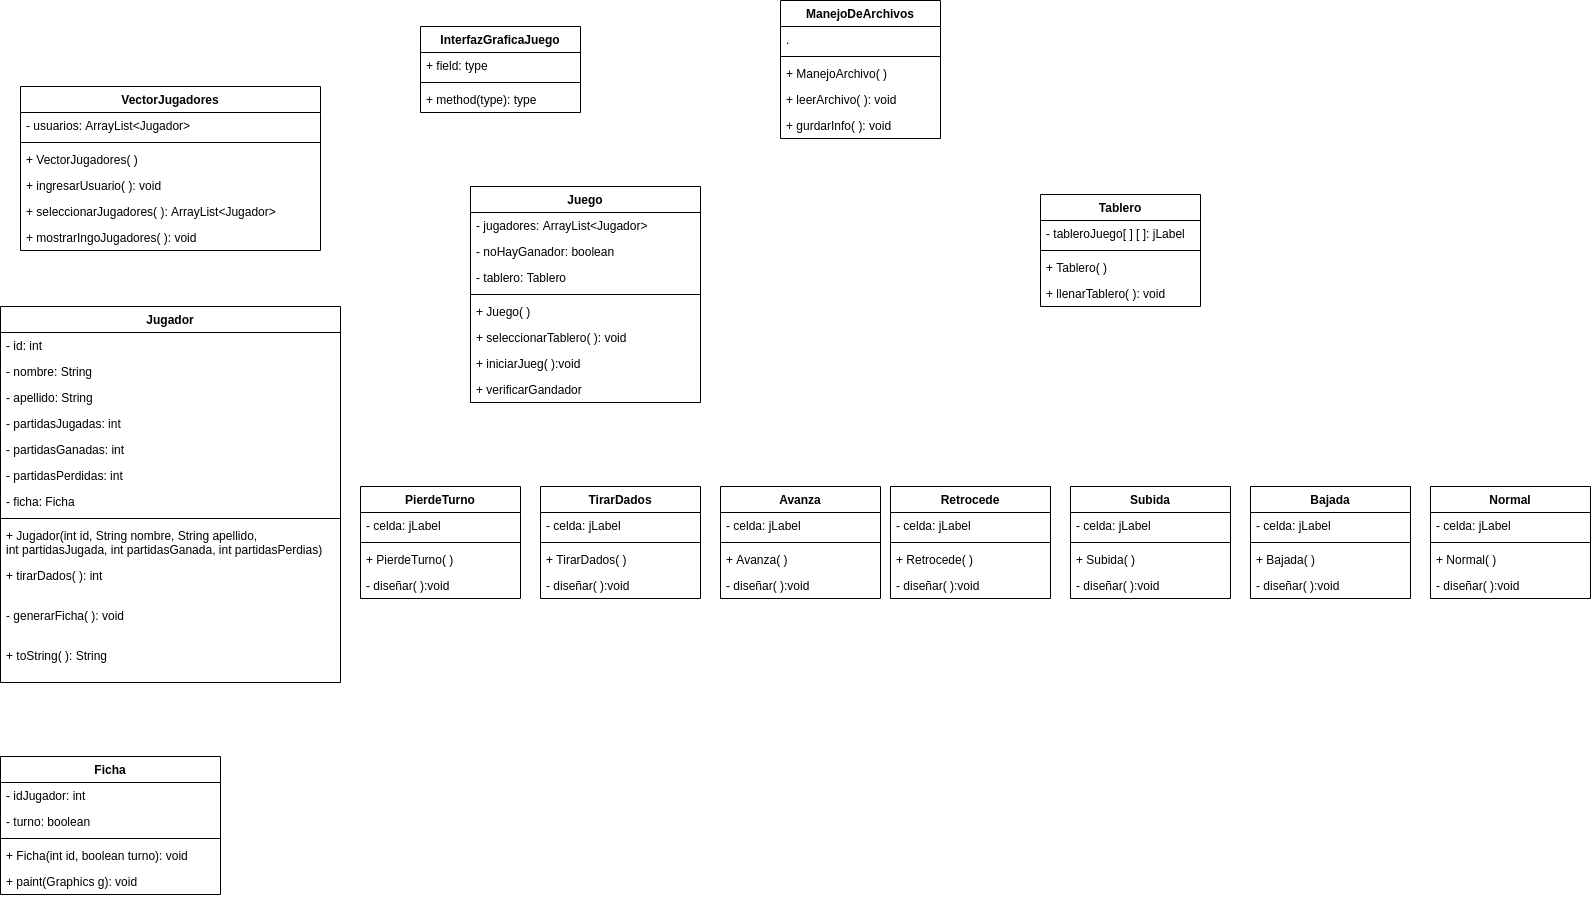 ManejoDeArchivos
.
+ ManejoArchivo( )
+ leerArchivo( ): void
+ gurdarInfo( ): void
InterfazGraficaJuego
+ field: type
+ method(type): type
VectorJugadores
- usuarios: ArrayList<Jugador>
+ VectorJugadores( )
+ ingresarUsuario( ): void
+ seleccionarJugadores( ): ArrayList<Jugador>
+ mostrarIngoJugadores( ): void
Juego
- jugadores: ArrayList<Jugador>
- noHayGanador: boolean
- tablero: Tablero
+ Juego( )
+ seleccionarTablero( ): void
+ iniciarJueg( ):void
+ verificarGandador
Tablero
- tableroJuego[ ] [ ]: jLabel
+ Tablero( )
+ llenarTablero( ): void
Jugador
- id: int
- nombre: String
- apellido: String
- partidasJugadas: int
- partidasGanadas: int
- partidasPerdidas: int
- ficha: Ficha
+ Jugador(int id, String nombre, String apellido,
int partidasJugada, int partidasGanada, int partidasPerdias)
+ tirarDados( ): int
- generarFicha( ): void
+ toString( ): String
PierdeTurno
- celda: jLabel
+ PierdeTurno( )
- diseñar( ):void
TirarDados
- celda: jLabel
+ TirarDados( )
- diseñar( ):void
Avanza
- celda: jLabel
+ Avanza( )
- diseñar( ):void
Retrocede
- celda: jLabel
+ Retrocede( )
- diseñar( ):void
Subida
- celda: jLabel
+ Subida( )
- diseñar( ):void
Bajada
- celda: jLabel
+ Bajada( )
- diseñar( ):void
Normal
- celda: jLabel
+ Normal( )
- diseñar( ):void
Ficha
- idJugador: int
- turno: boolean
+ Ficha(int id, boolean turno): void
+ paint(Graphics g): void